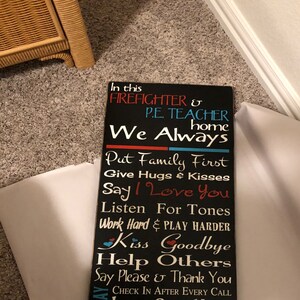 In this
FIREFIGHTER &
P.E. TEACHER
home
We Always
Put Family First
Give Hugs & Kisses
Say I Love You
Listen For Tones
Work Hard & PLAY HARDER
Kiss Goodbye
Help Others
Say Please & Thank You
Check In After Every Call